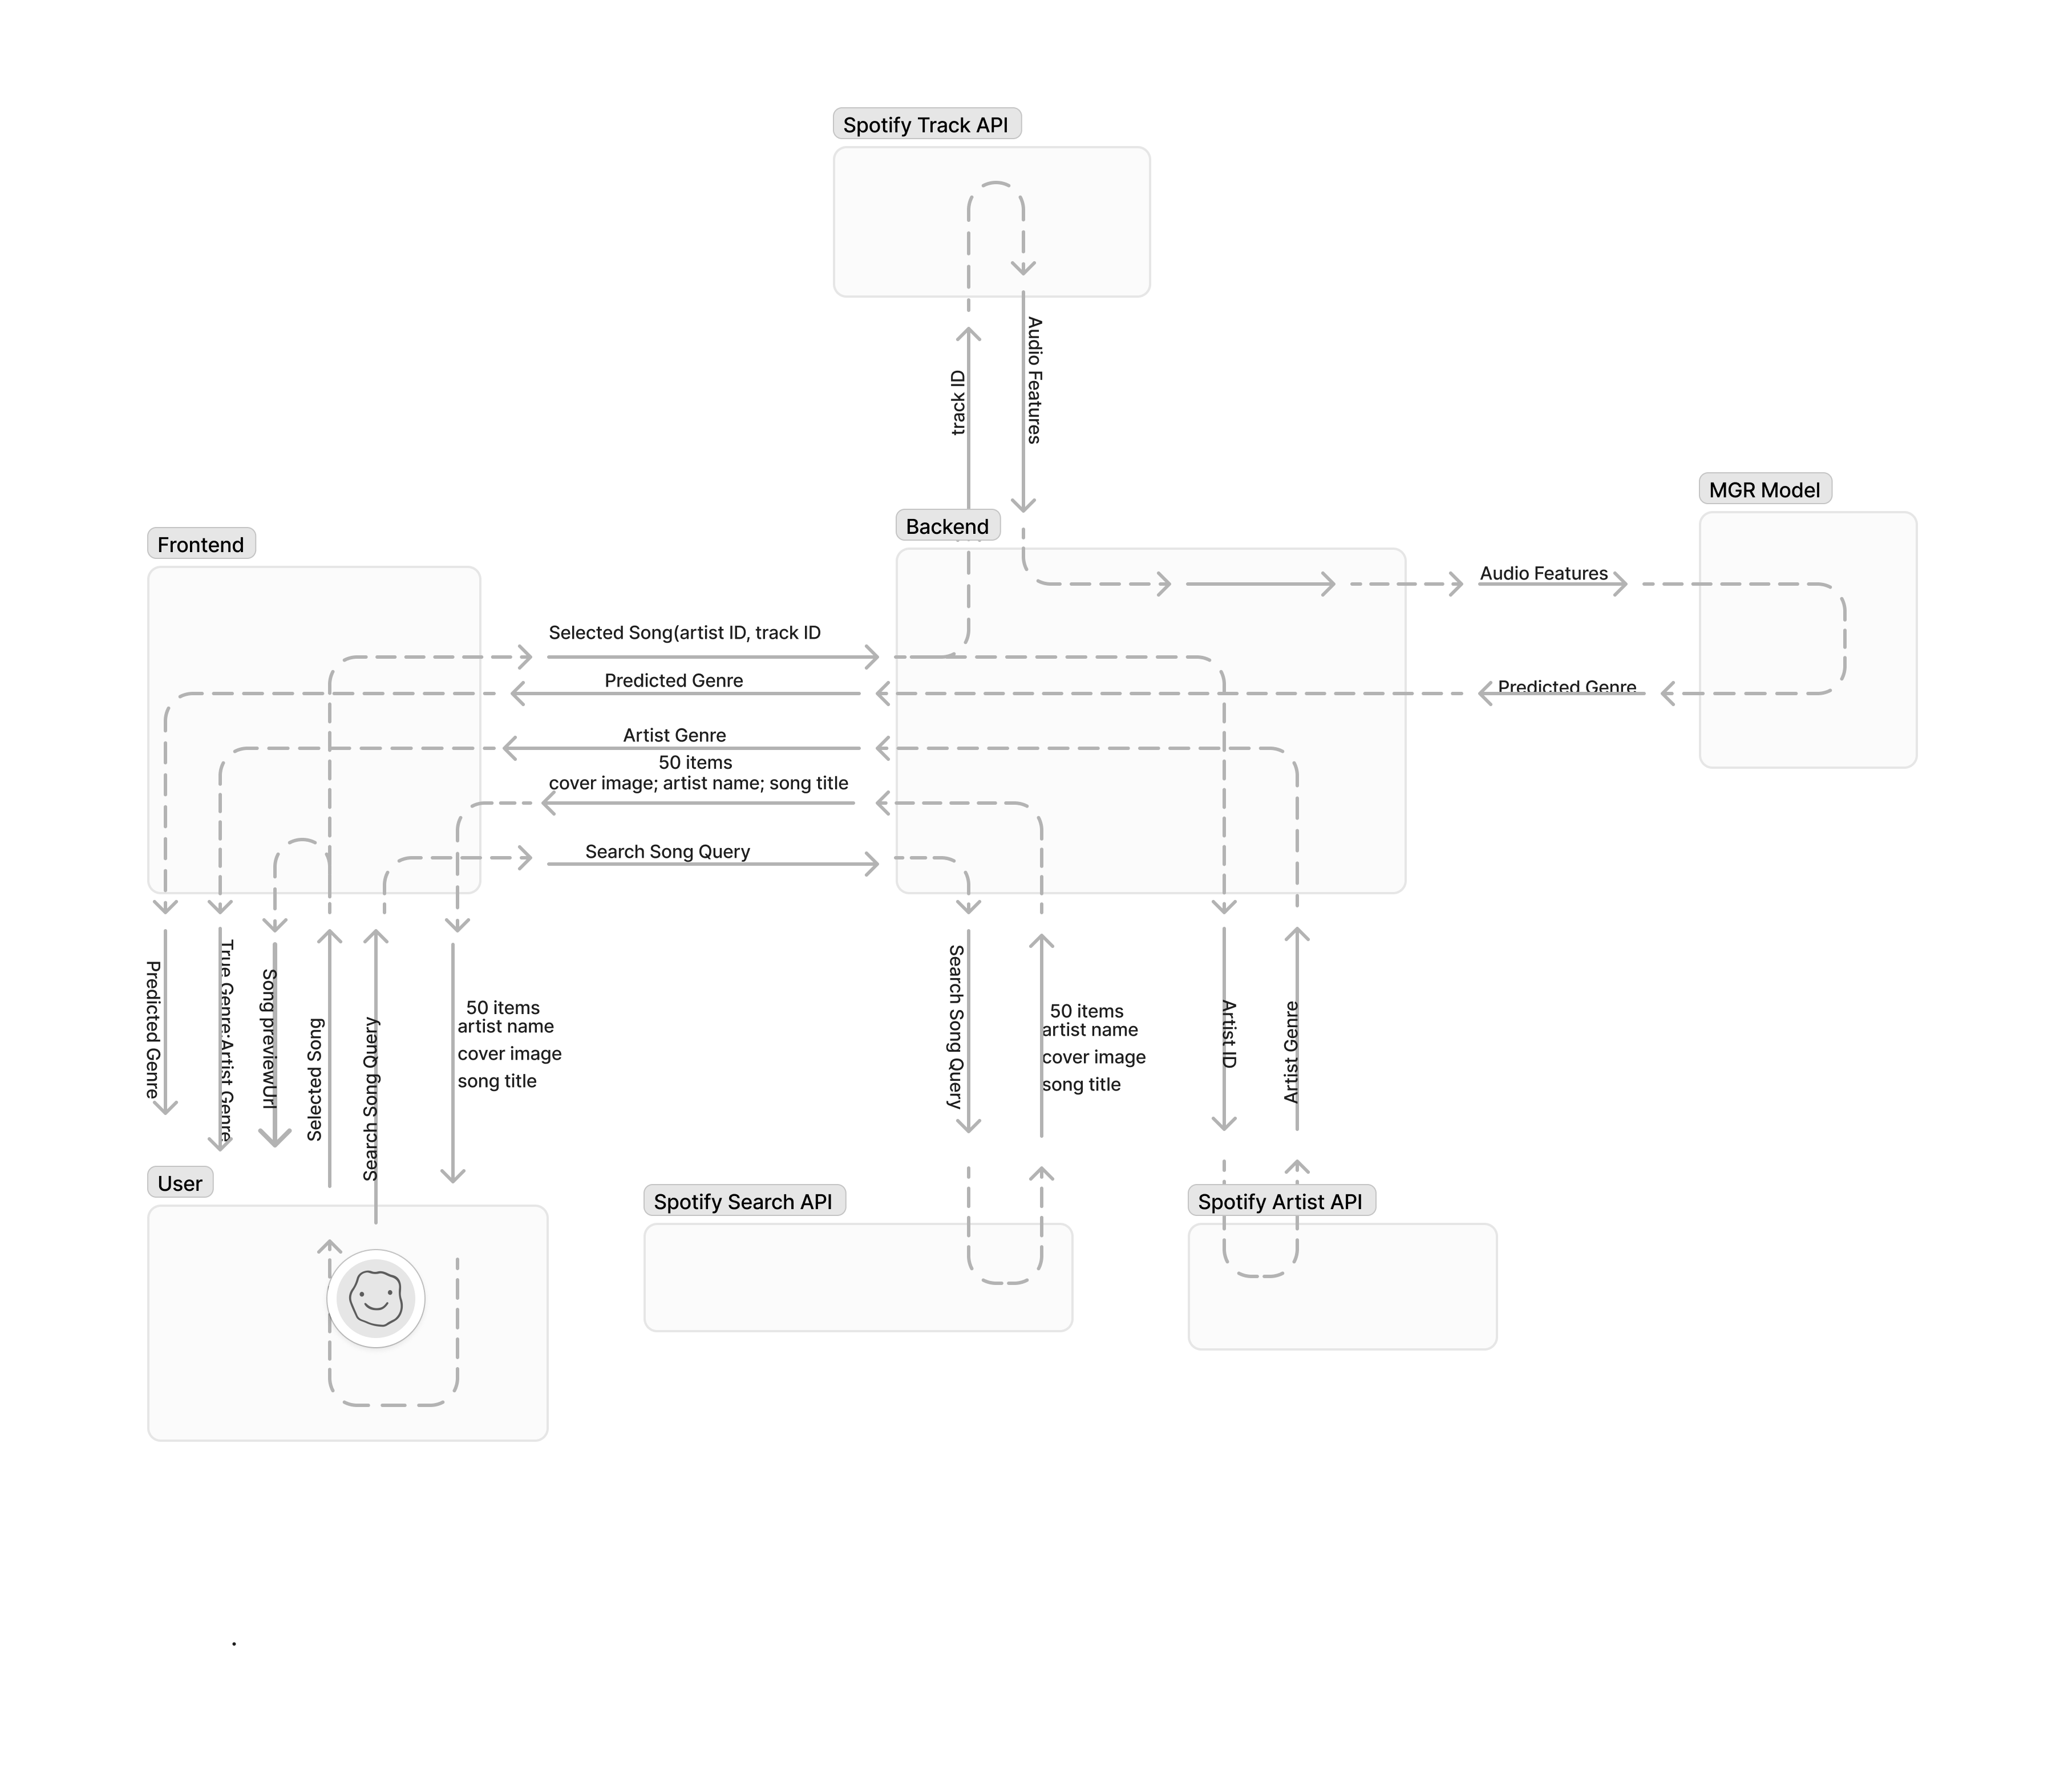 Spotify Track API
track ID
Audio Features
MGR Model
Backend
Frontend
Audio Features
Selected Song(artist ID, track ID
Predicted Genre
Predicted Genre
Artist Genre
50 items
cover image; artist name; song title
Search Song Query
Predicted Genre
True Genre:Artist Genre
Song previewUrl
Selected Song
Search Song Query
50 items
artist name
cover image
song title
Search Song Query
50 items
artist name
cover image
song title
Artist ID
Artist Genre
User
Spotify Search API
Spotify Artist API
.